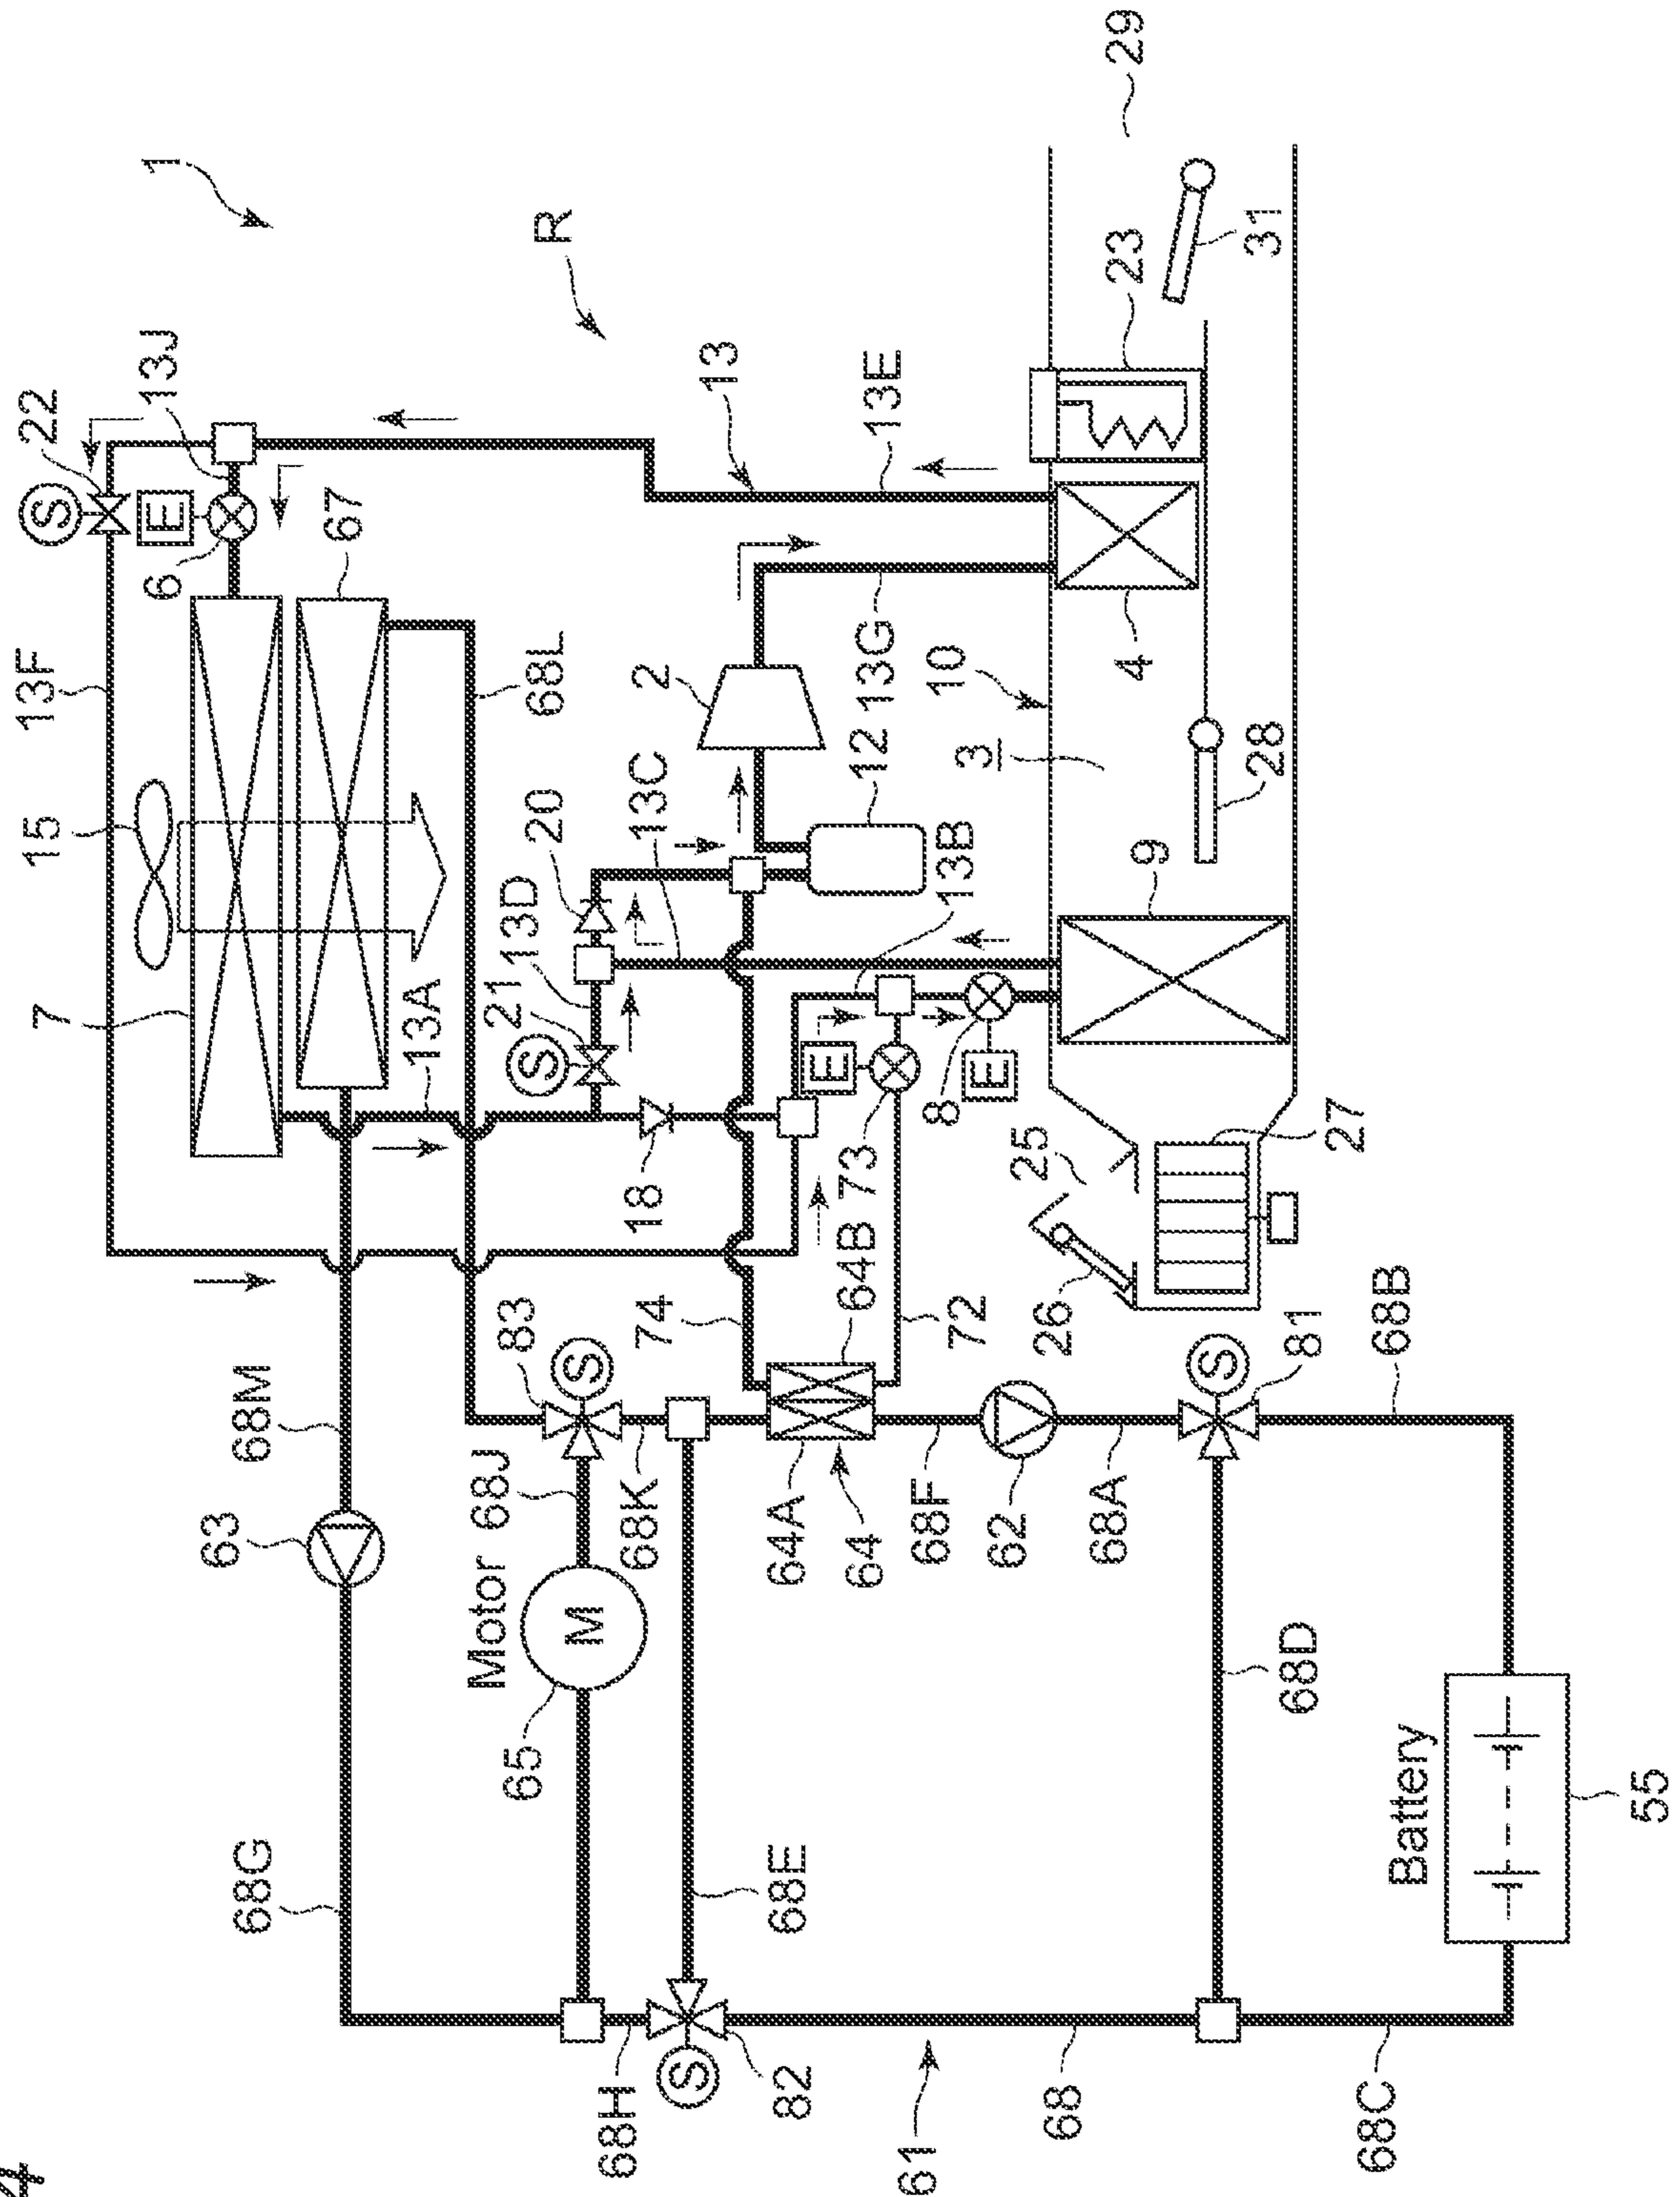 4
7
15
13F
S
22
E
6
13J
1
63
68G
68M
67
13A
Motor
68J
65
M
83
S
21
S
13D
20
68L
R
68H
S
82
68K
74
18
13C
2
13
68E
64A
64
64B
73
E
12
13G
13E
61
68F
72
8
E
13B
10
3
62
25
26
68
68A
9
4
23
29
68C
68D
S
81
68B
27
28
31
Battery
55